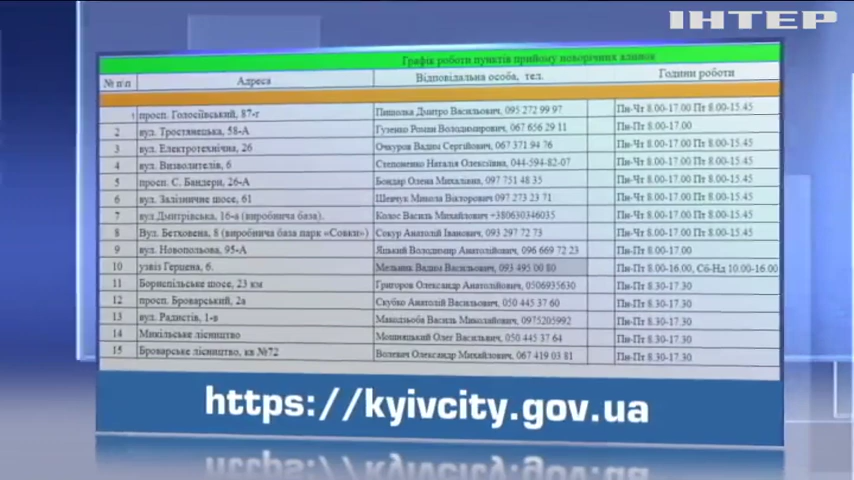 ІНТЕР
Графік роботи пунктів прийому новорічних ялинок
№ п\п Адреса Відповідальна особа, тел. Години роботи
1 просп. Голосіївський, 87-г Дмитро Васильович, 095 272 99 97 Пн-Чт 8.00-17.00 Пт 8.00-15.45
2 вул. Тростянецька, 58-А Гузенко Роман Володимирович, 067 656 29 11 Пн-Пт 8.00-17.00
3 вул. Електротехнічна, 26 Очкуров Вадим Сергійович, 067 371 94 76 Пн-Чт 8.00-17.00 Пт 8.00-15.45
4 вул. Визволителів, 6 Степоненко Наталія Олексіївна, 044-594-82-07 Пн-Чт 8.00-17.00 Пт 8.00-15.45
5 просп. С. Бандери, 26-А Бондар Олена Михалівна, 097 751 48 35 Пн-Чт 8.00-17.00 Пт 8.00-15.45
6 вул. Залізничне шосе, 61 Шевчук Микола Вікторович 097 273 23 71 Пн-Чт 8.00-17.00 Пт 8.00-15.45
7 вул.Дмитрівська, 16-а (виробнича база). Колос Василь Михайлович +380630346035 Пн-Чт 8.00-17.00 Пт 8.00-15.45
8 Вул. Бетховена, 8 (виробнича база парк «Совки») Сокур Анатолій Іванович, 093 297 72 73 Пн-Чт 8.00-17.00 Пт 8.00-15.45
9 вул. Новопольова, 95-А Яцький Володимир Анатолійович, 096 669 72 23 Пн-Пт 8.00-17.00
10 узвіз Герцена, 6. Мельник Вадим Васильович, 093 495 00 80 Пн-Пт 8.00-16.00, Сб-Нд 10.00-16.00
11 Бориспільське шосе, 23 км Григоров Олександр Анатолійович, 0506935630 Пн-Пт 8.30-17.30
12 просп. Броварський, 2а Скубко Анатолій Васильович, 050 445 37 60 Пн-Пт 8.30-17.30
13 вул. Радистів, 1-в Василь Миколайович, 0975205992 Пн-Пт 8.30-17.30
14 Микільське лісництво Олег Васильович, 050 445 37 64 Пн-Пт 8.30-17.30
15 Броварське лісництво, кв №72 Волевич Олександр Михайлович, 067 419 03 81 Пн-Пт 8.30-17.30
https://kyivcity.gov.ua